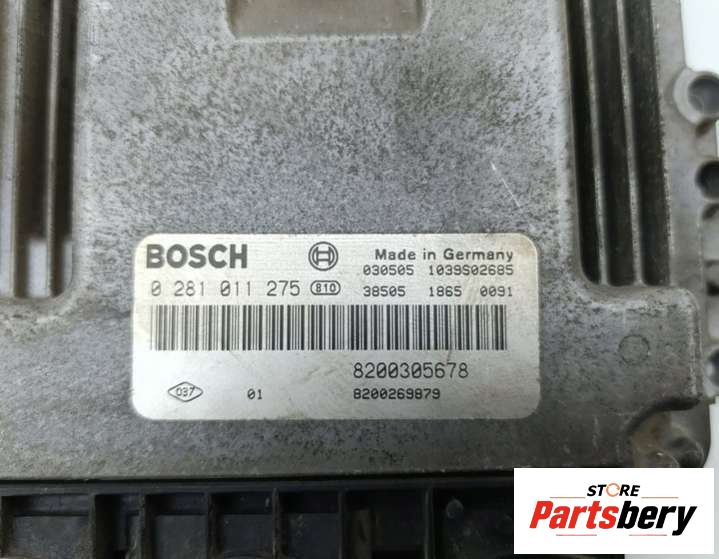 BOSCH Made in Germany
030505 1039S02685
0 281 011 275 B10 38505 1865 0091
8200305678
037 01 8200269879
STORE
Partsbery